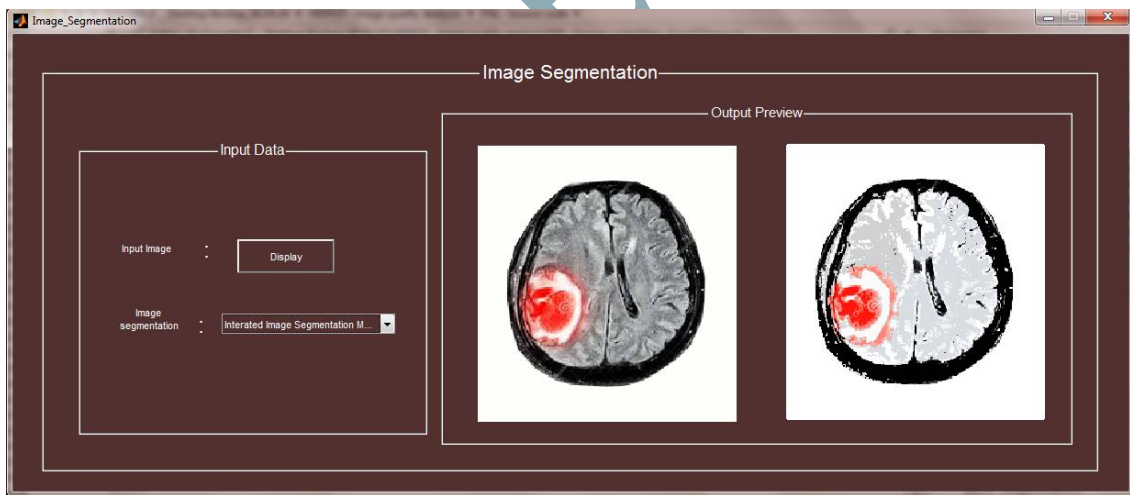 Image_Segmentation
Image Segmentation
Output Preview
Input Data
Input Image :
Display
Image
segmentation :
Interated Image Segmentation M...